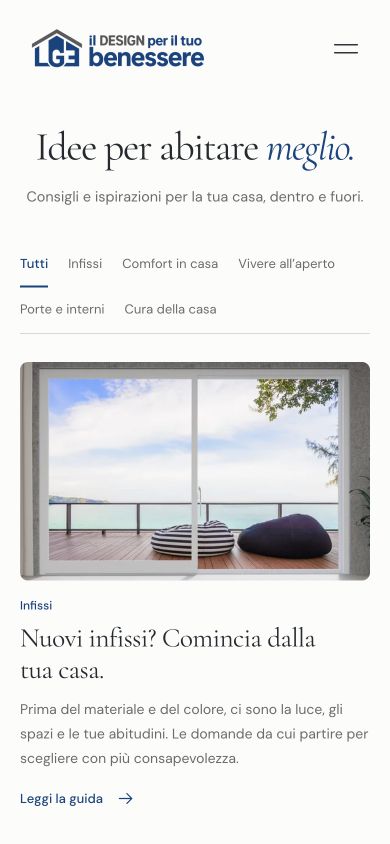 LG3
il DESIGN per il tuo
benessere
Idee per abitare meglio.
Consigli e ispirazioni per la tua casa, dentro e fuori.
Tutti Infissi Comfort in casa Vivere all’aperto
Porte e interni Cura della casa
Infissi
Nuovi infissi? Comincia dalla
tua casa.
Prima del materiale e del colore, ci sono la luce, gli
spazi e le tue abitudini. Le domande da cui partire per
scegliere con più consapevolezza.
Leggi la guida